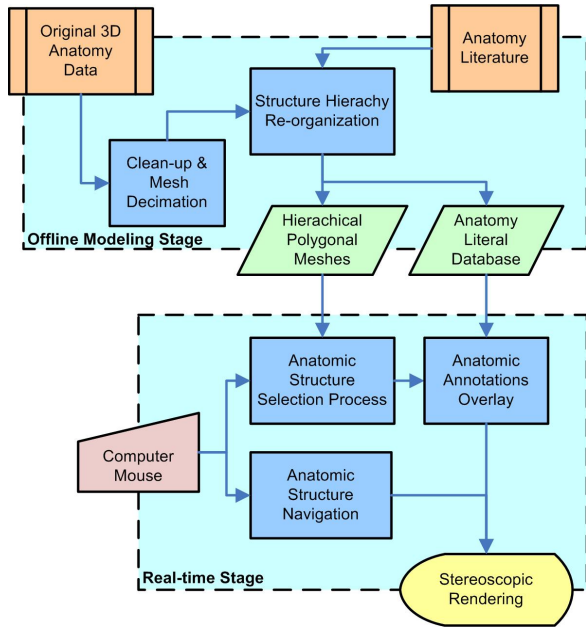 Original 3D
Anatomy
Data
Anatomy
Literature
Structure Hierachy
Re-organization
Clean-up &
Mesh
Decimation
Offline Modeling Stage
Hierachical
Polygonal
Meshes
Anatomy
Literal
Database
Anatomic
Structure
Selection Process
Anatomic
Annotations
Overlay
Computer
Mouse
Anatomic
Structure
Navigation
Real-time Stage
Stereoscopic
Rendering